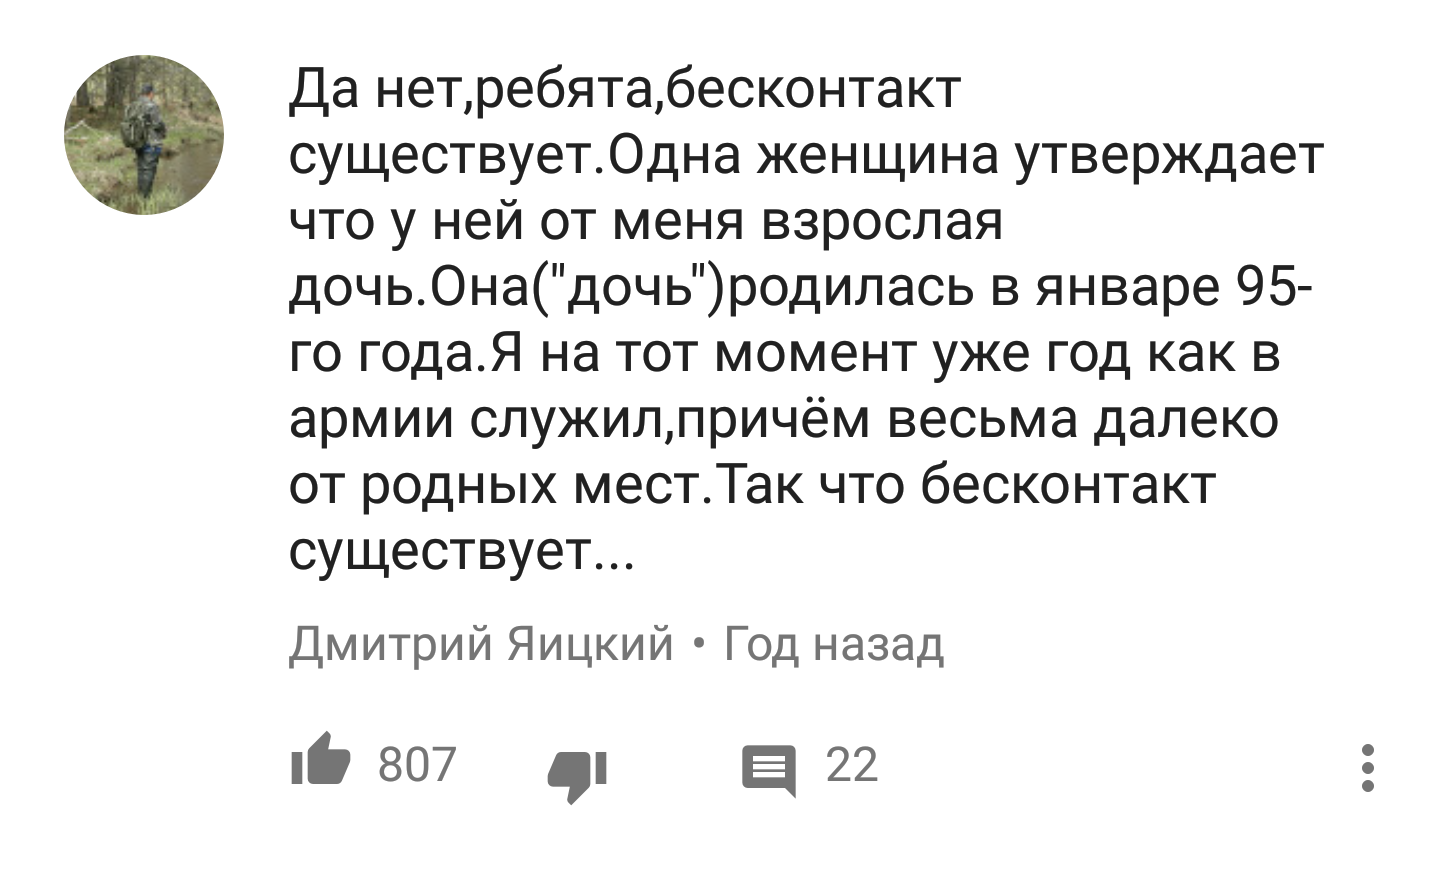 Да нет,ребята,бесконтакт
существует.Одна женщина утверждает
что у ней от меня взрослая
дочь.Она("дочь")родилась в январе 95-
го года.Я на тот момент уже год как в
армии служил,причём весьма далеко
от родных мест.Так что бесконтакт
существует...
Дмитрий Яицкий • Год назад
807 22